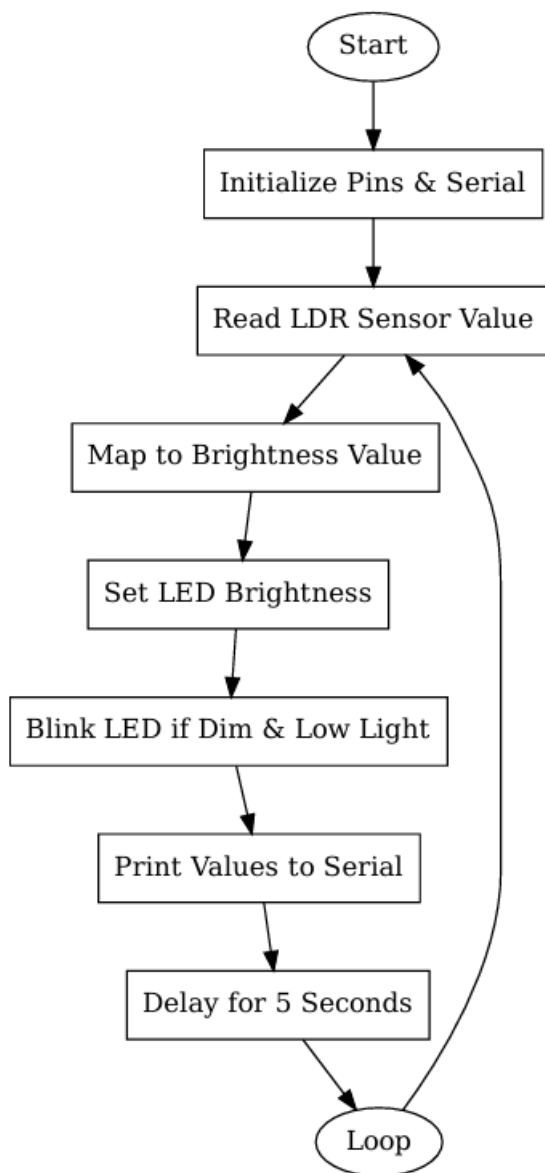 Start
Initialize Pins & Serial
Read LDR Sensor Value
Map to Brightness Value
Set LED Brightness
Blink LED if Dim & Low Light
Print Values to Serial
Delay for 5 Seconds
Loop